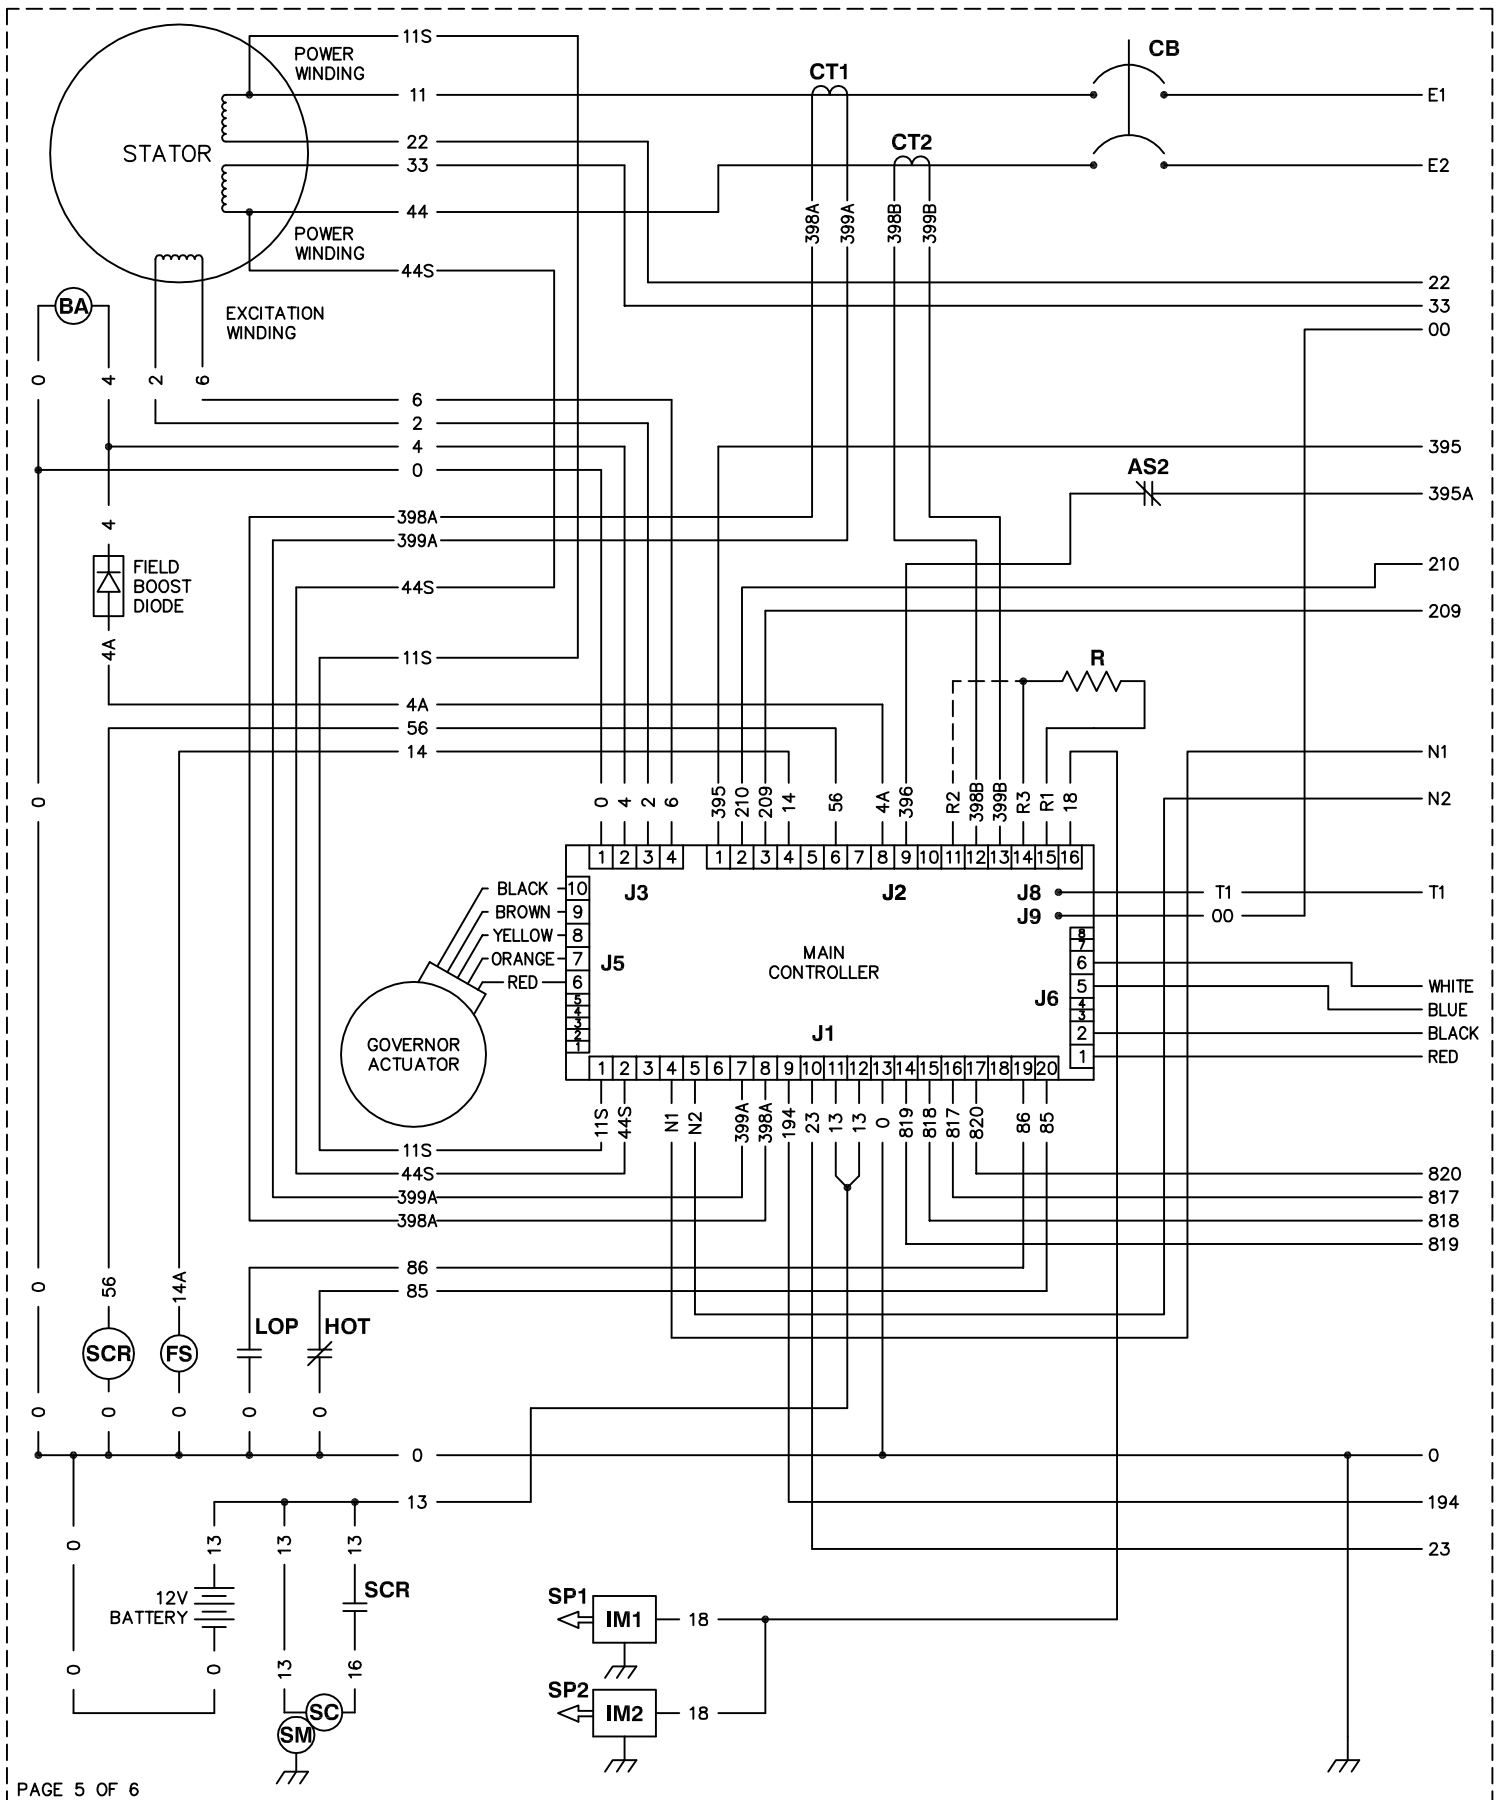 11S
POWER
WINDING
CB
CT1
11
E1
CT2
22
STATOR
33
E2
44
398A
399A
398B
399B
POWER
WINDING
44S
22
BA
33
EXCITATION
WINDING
00
0
4
2
6
6
2
4
395
0
AS2
395A
4
398A
399A
FIELD
BOOST
DIODE
210
44S
209
4A
11S
R
4A
56
14
N1
0
0
4
2
6
395
210
209
14
56
4A
396
R2
398B
399B
R3
R1
18
N2
1
2
3
4
1
2
3
4
5
6
7
8
9
10
11
12
13
14
15
16
BLACK
10
J3
J2
J8
T1
T1
BROWN
9
J9
00
YELLOW
8
8
7
ORANGE
7
J5
MAIN
CONTROLLER
6
RED
6
5
WHITE
5
4
3
2
1
J6
4
3
BLUE
GOVERNOR
ACTUATOR
J1
2
BLACK
1
RED
1
2
3
4
5
6
7
8
9
10
11
12
13
14
15
16
17
18
19
20
11S
44S
N1
N2
399A
398A
194
23
13
13
0
819
818
817
820
86
85
11S
44S
820
399A
817
398A
818
819
86
0
56
14A
85
LOP
HOT
SCR
FS
0
0
0
0
0
0
0
13
194
0
13
13
13
23
12V
BATTERY
SCR
SP1
IM1
18
0
0
13
16
SP2
SC
IM2
18
SM
PAGE 5 OF 6